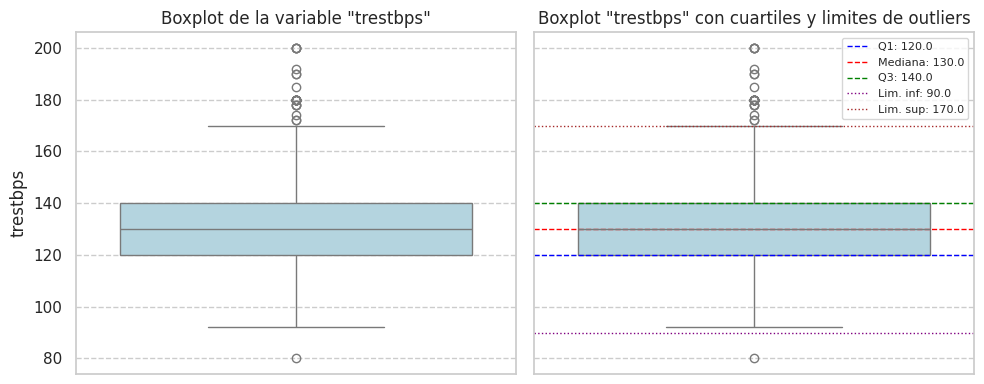 Boxplot de la variable "trestbps"
trestbps
200
180
160
140
120
100
80
Boxplot "trestbps" con cuartiles y limites de outliers
Q1: 120.0
Mediana: 130.0
Q3: 140.0
Lim. inf: 90.0
Lim. sup: 170.0